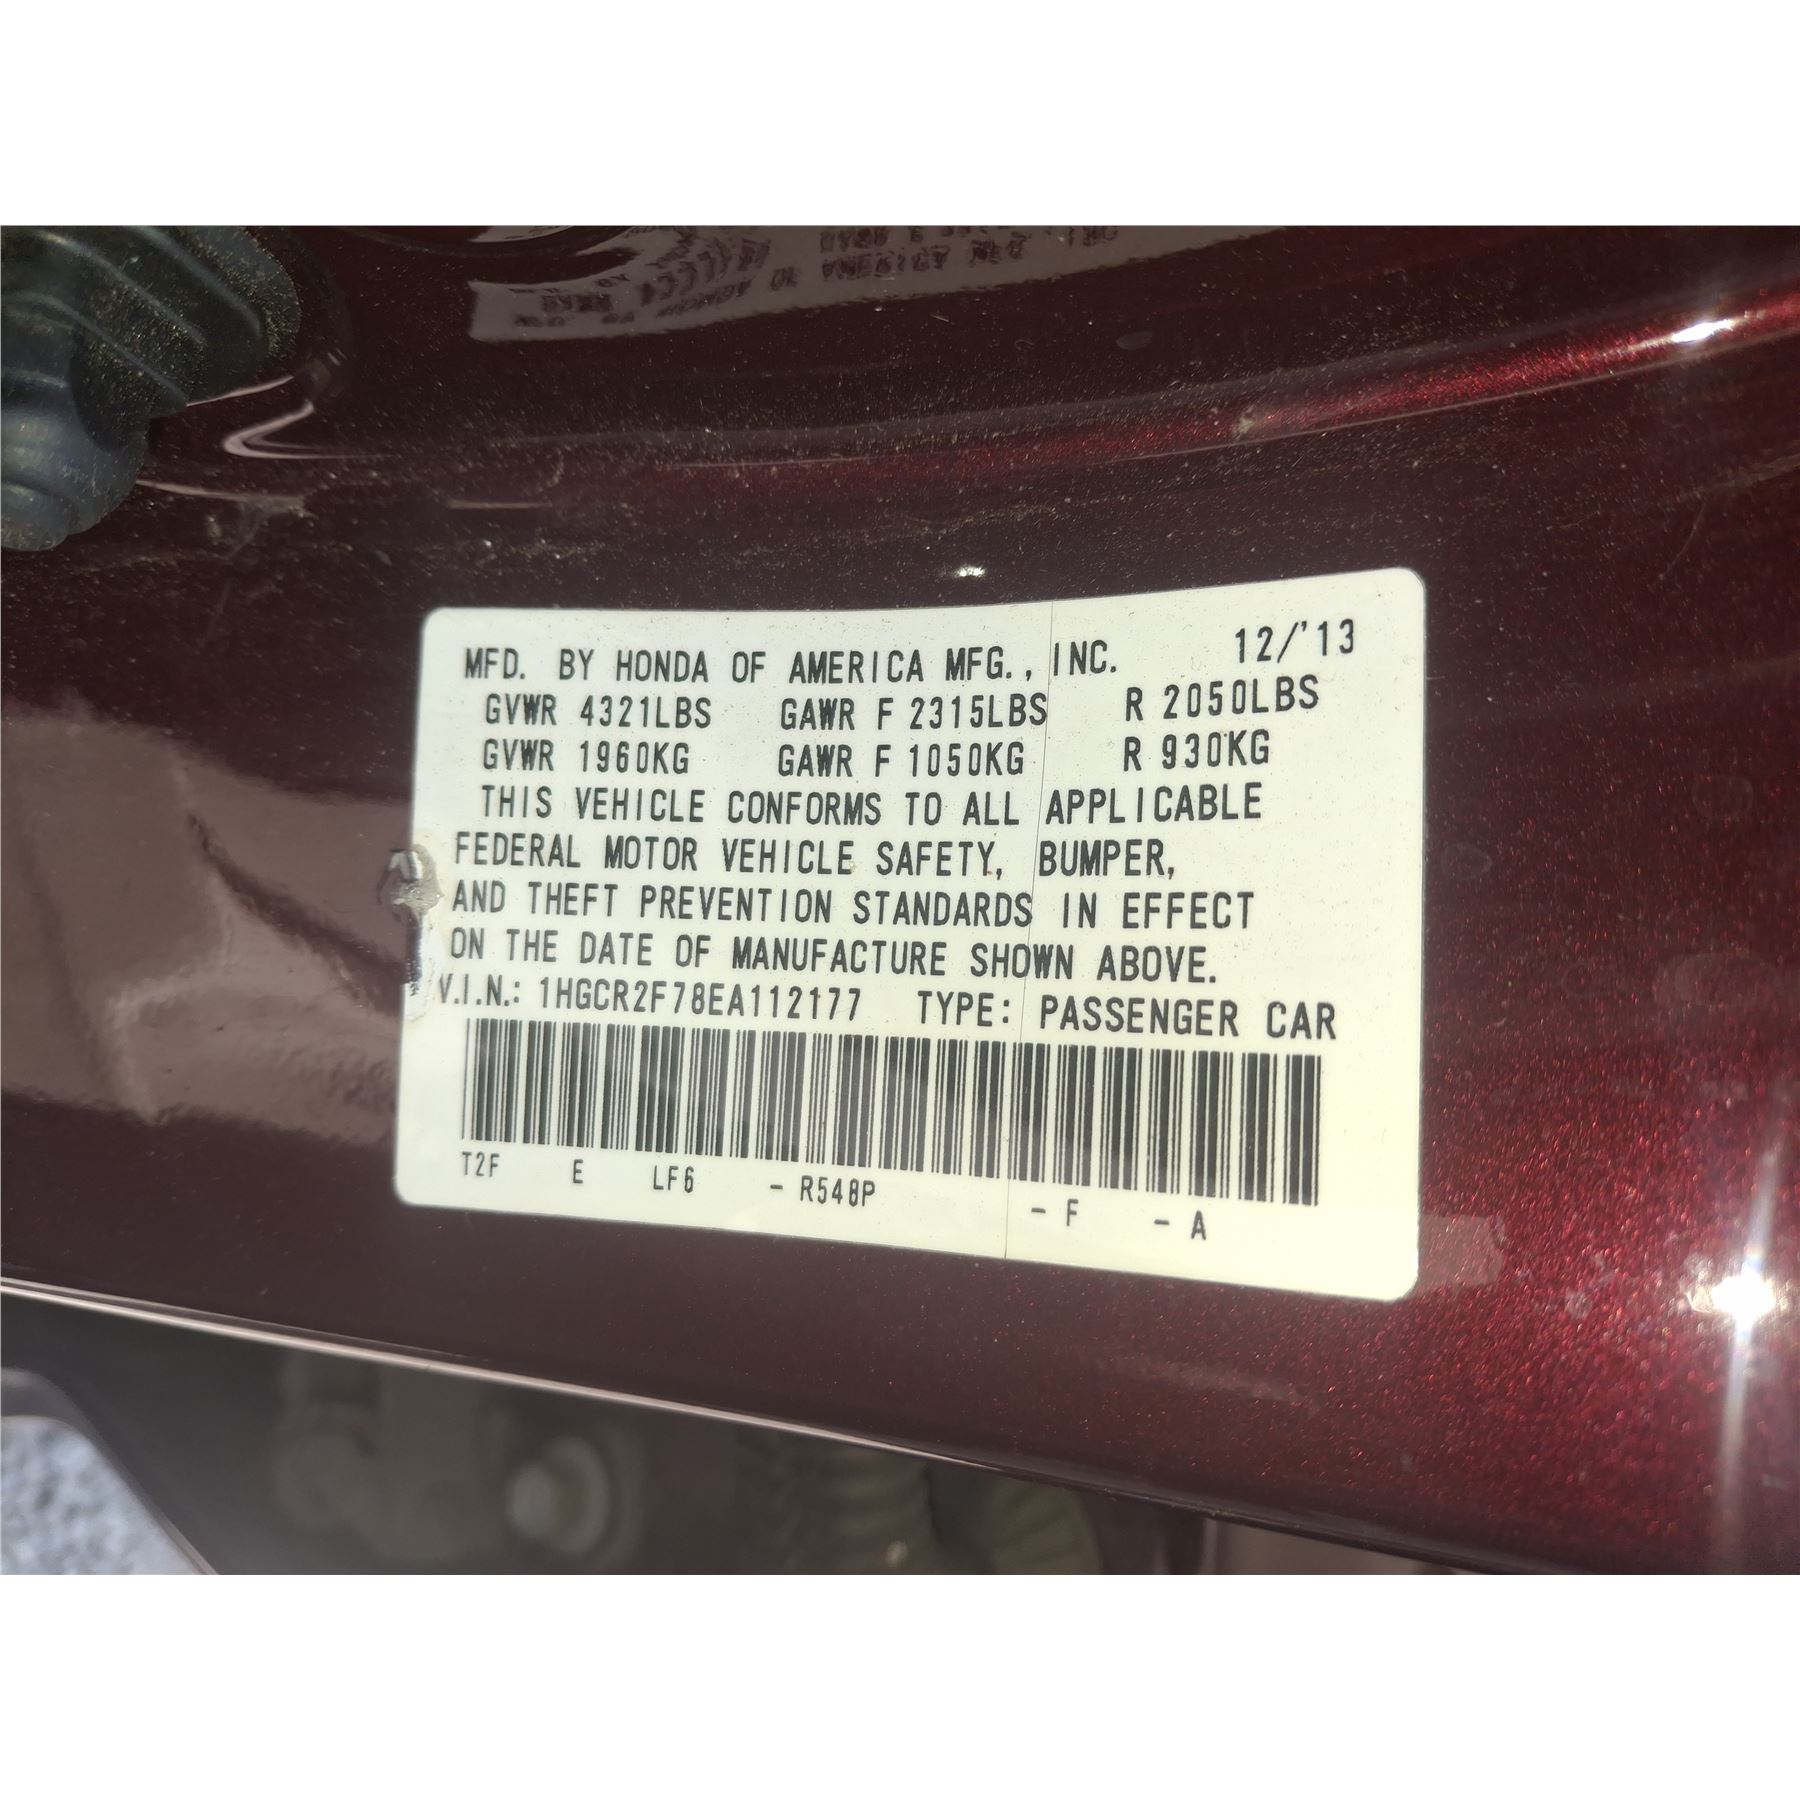 MFD. BY HONDA OF AMERICA MFG., INC. 12/'13
GVWR 4321LBS GAWR F 2315LBS R 2050LBS
GVWR 1960KG GAWR F 1050KG R 930KG
THIS VEHICLE CONFORMS TO ALL APPLICABLE
FEDERAL MOTOR VEHICLE SAFETY, BUMPER,
AND THEFT PREVENTION STANDARDS IN EFFECT
ON THE DATE OF MANUFACTURE SHOWN ABOVE.
V.I.N.: 1HGCR2F78EA112177 TYPE: PASSENGER CAR
T2F E LF6 - R548P - F - A